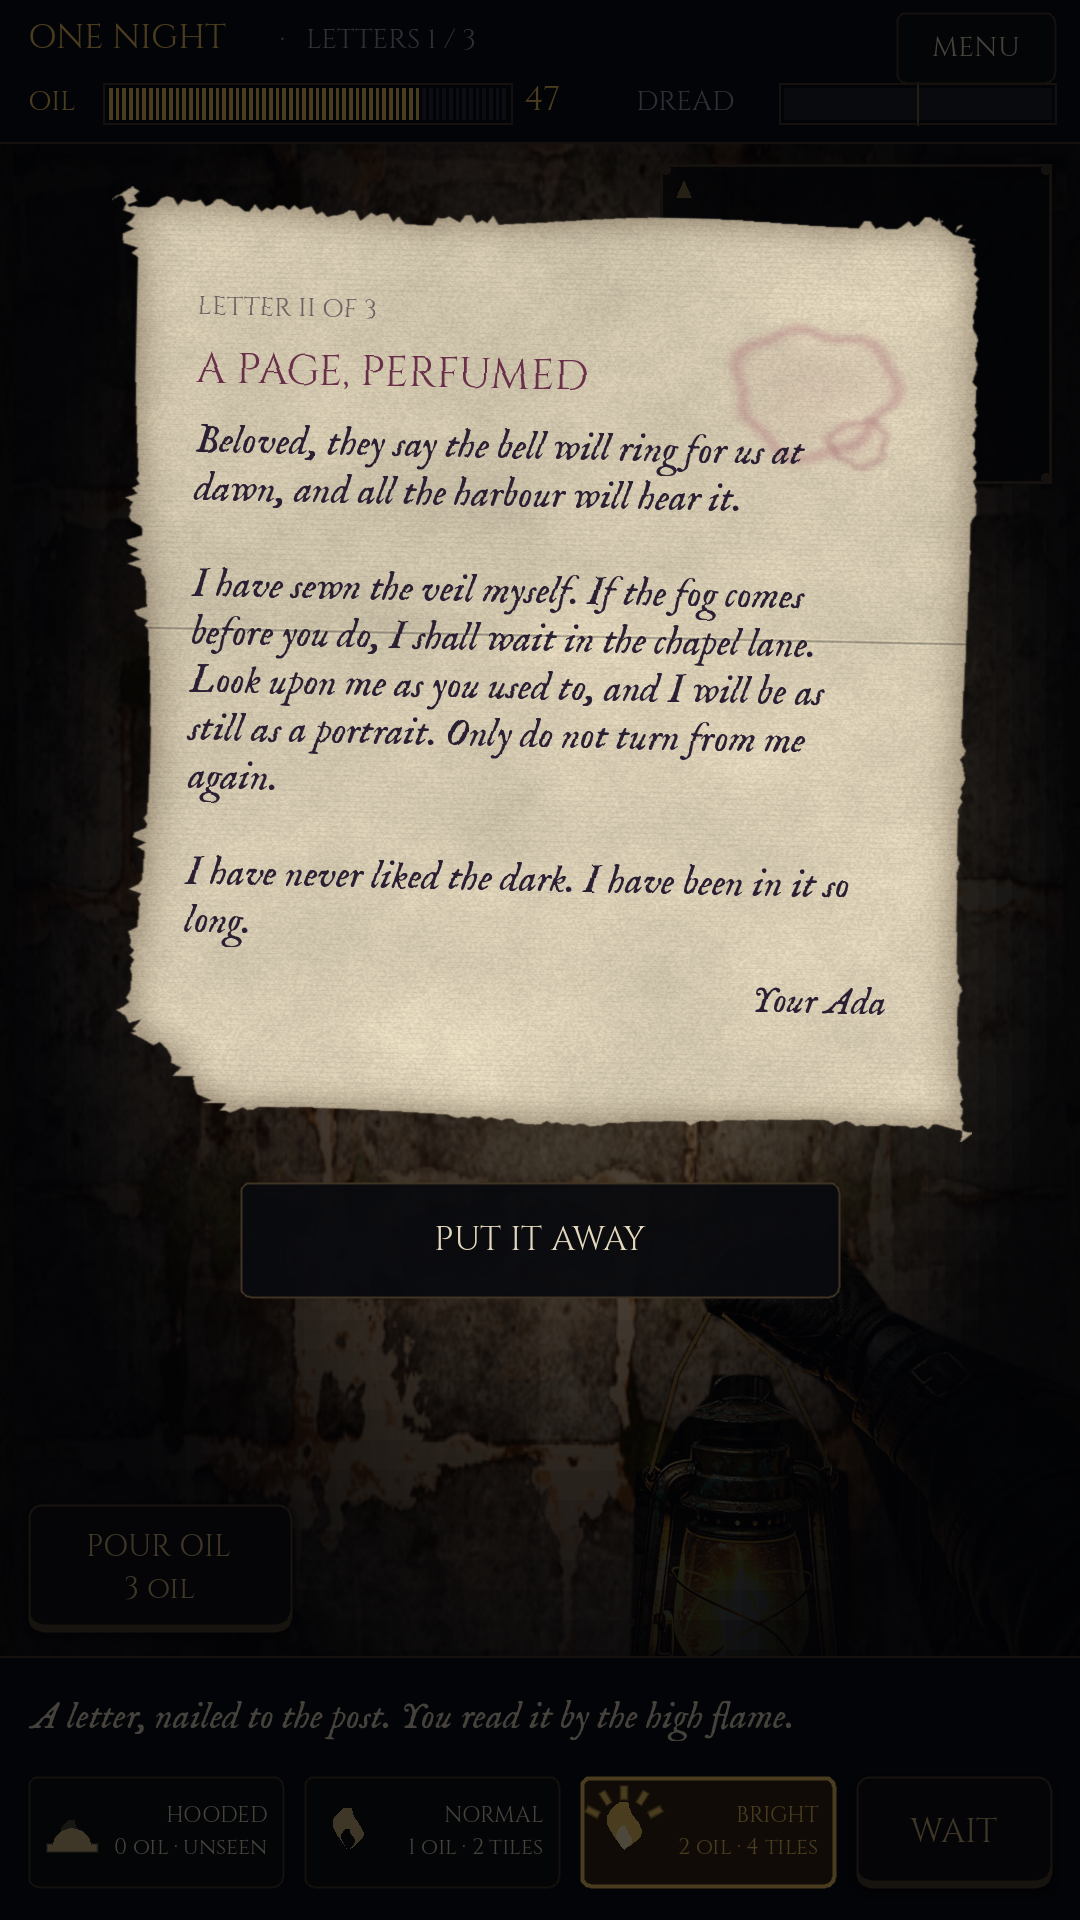 ONE NIGHT · LETTERS 1 / 3
MENU
OIL 47 DREAD
LETTER II OF 3
A PAGE, PERFUMED
Beloved, they say the bell will ring for us at
dawn, and all the harbour will hear it.
I have sewn the veil myself. If the fog comes
before you do, I shall wait in the chapel lane.
Look upon me as you used to, and I will be as
still as a portrait. Only do not turn from me
again.
I have never liked the dark. I have been in it so
long.
Your Ada
PUT IT AWAY
POUR OIL
3 OIL
A letter, nailed to the post. You read it by the high flame.
HOODED
0 OIL · UNSEEN
NORMAL
1 OIL · 2 TILES
BRIGHT
2 OIL · 4 TILES
WAIT